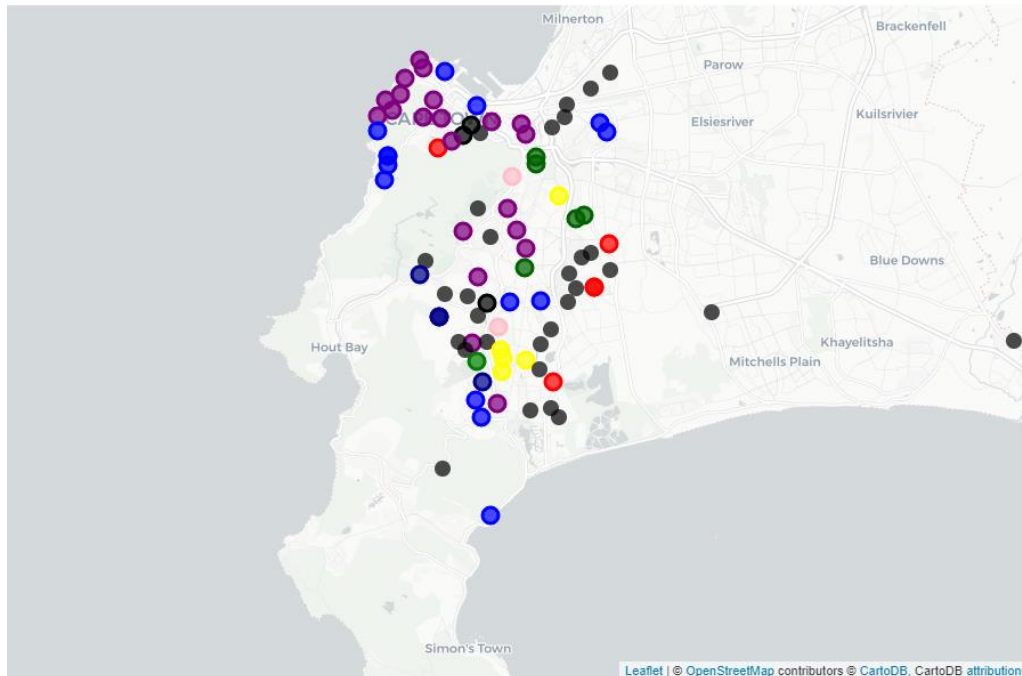 Milnerton
Brackenfell
Parow
Kuilsrivier
Elsiesriver
Blue Downs
Hout Bay
Khayelitsha
Mitchells Plain
Simon's Town
Leaflet | © OpenStreetMap contributors © CartoDB, CartoDB attribution